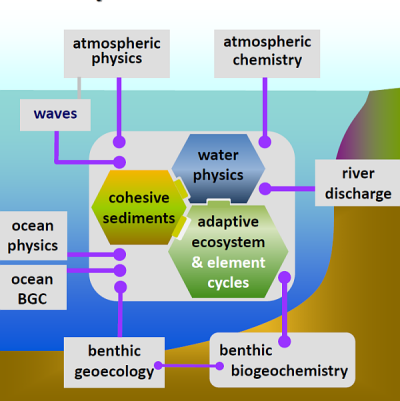 atmospheric
physics
atmospheric
chemistry
waves
water
physics
river
discharge
cohesive
sediments
adaptive
ecosystem
& element
cycles
ocean
physics
ocean
BGC
benthic
geoecology
benthic
biogeochemistry